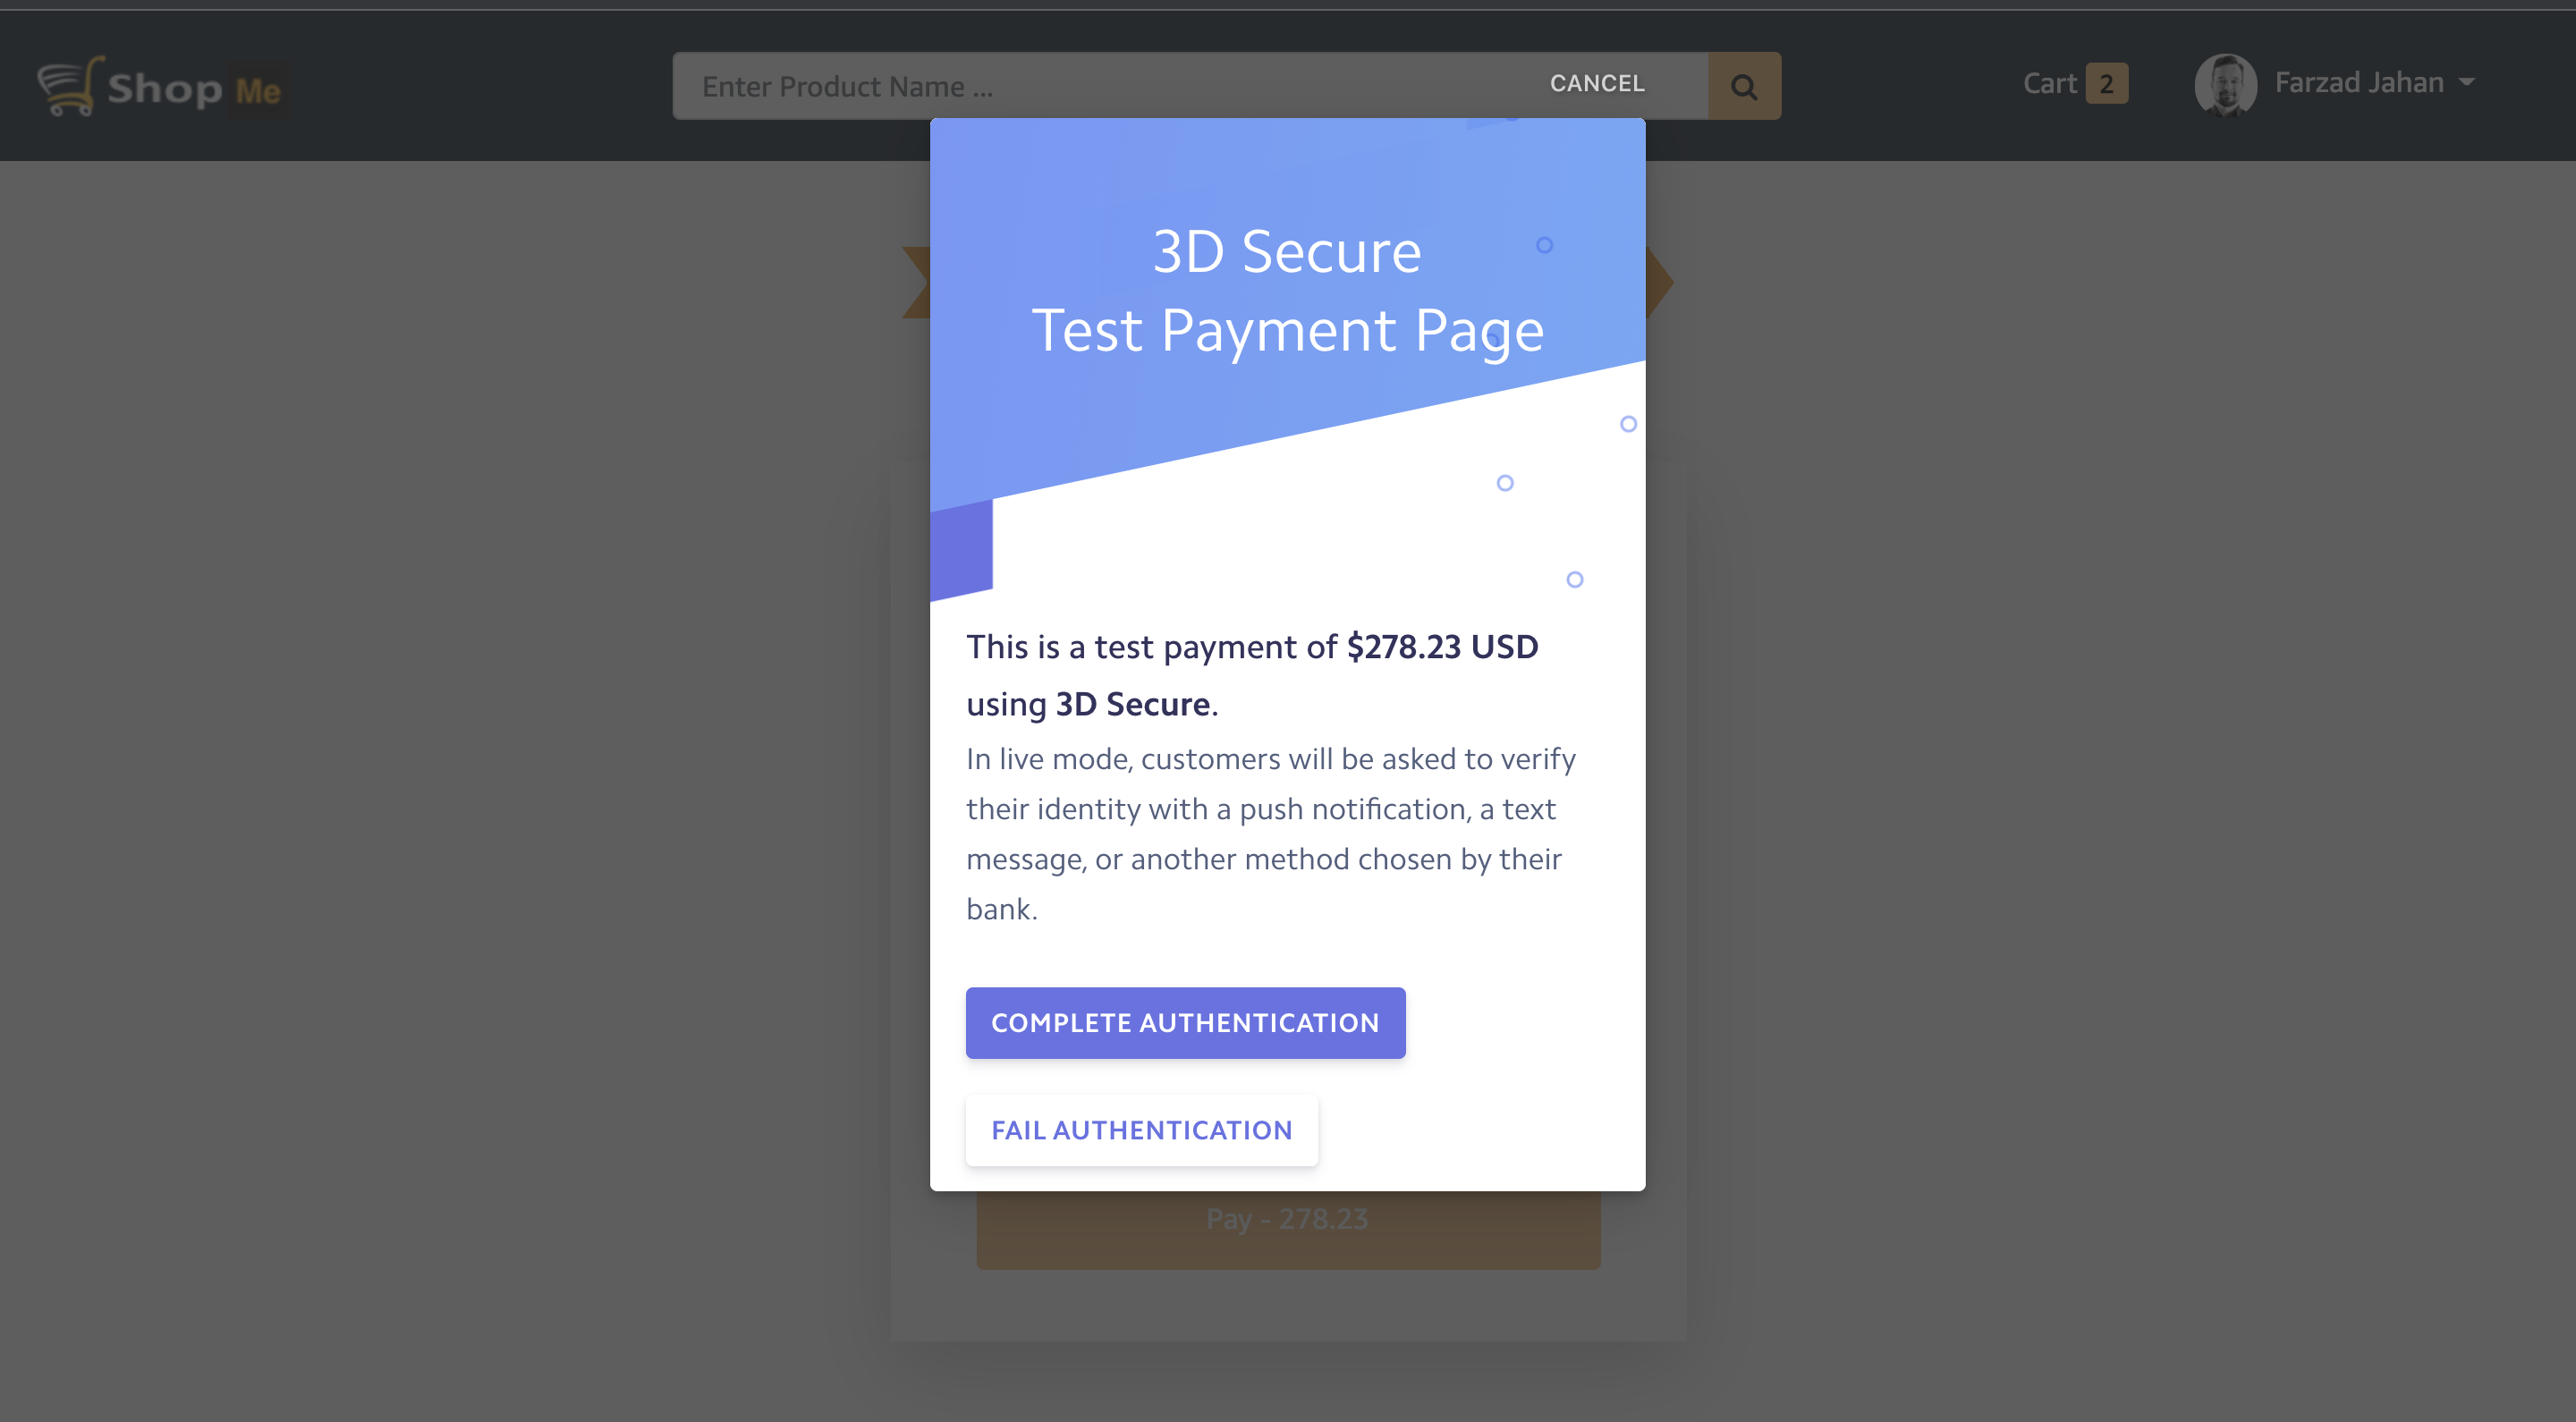 Shop Me
Enter Product Name ...
CANCEL
Cart 2
Farzad Jahan
3D Secure
Test Payment Page
This is a test payment of $278.23 USD
using 3D Secure.
In live mode, customers will be asked to verify
their identity with a push notification, a text
message, or another method chosen by their
bank.
COMPLETE AUTHENTICATION
FAIL AUTHENTICATION
Pay - 278.23